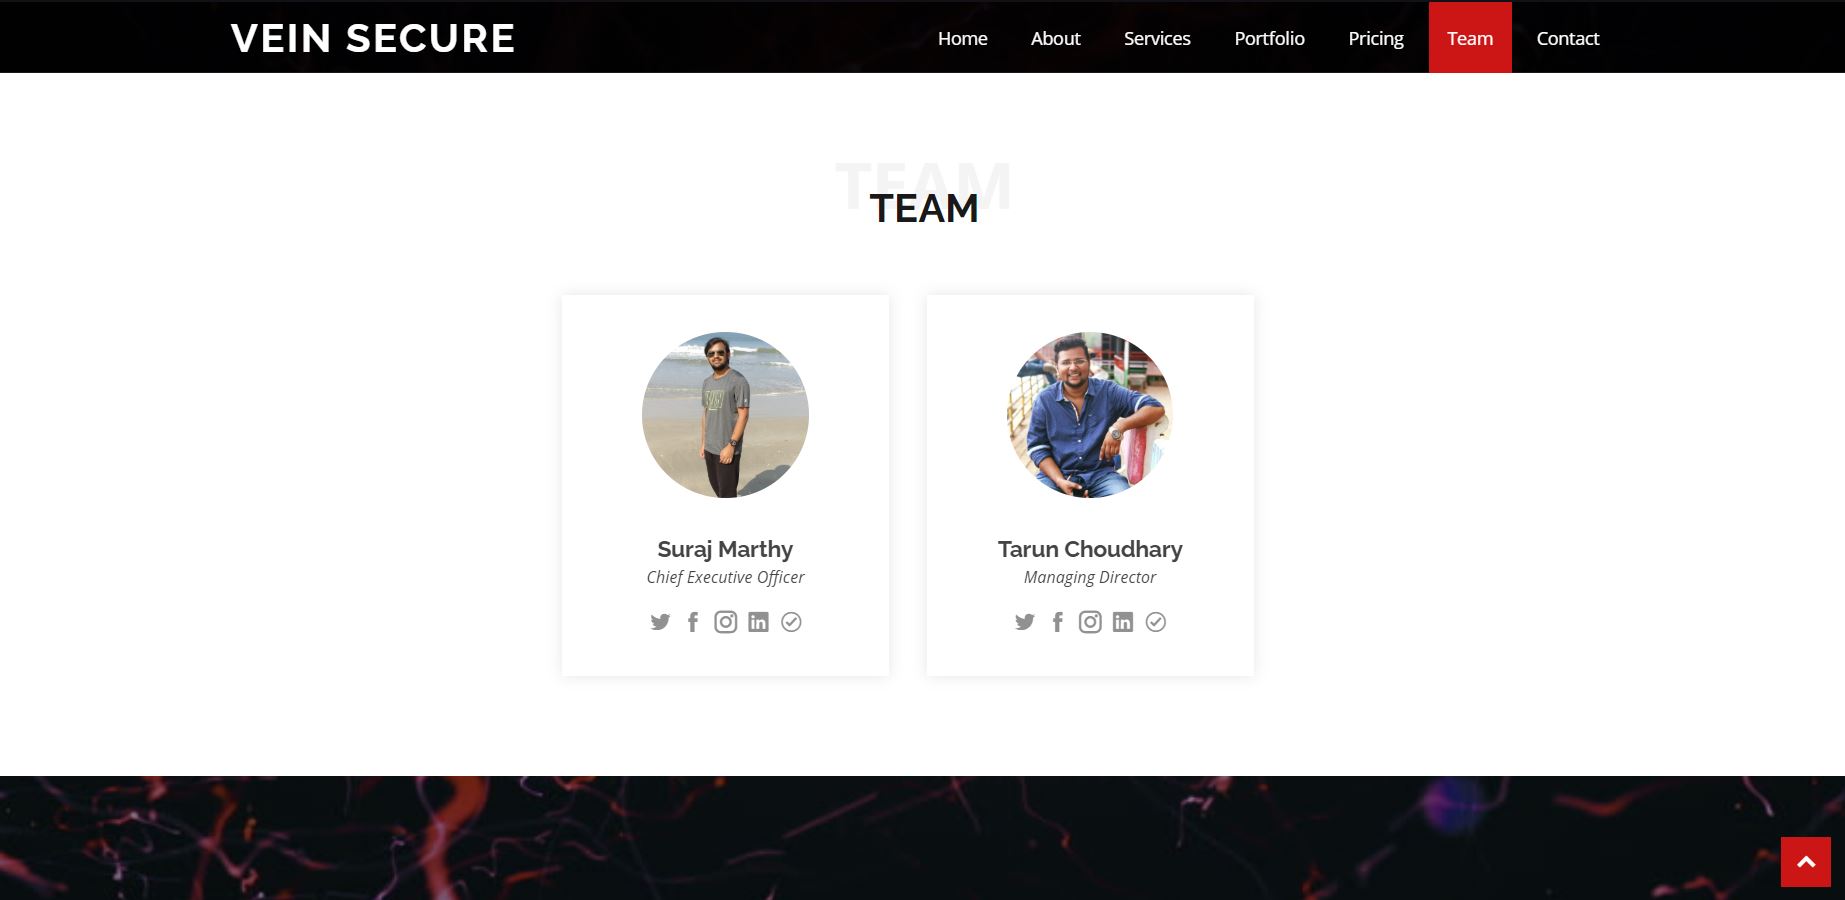 VEIN SECURE
Home About Services Portfolio Pricing Team Contact
TEAM
TEAM
Suraj Marthy
Chief Executive Officer
Tarun Choudhary
Managing Director